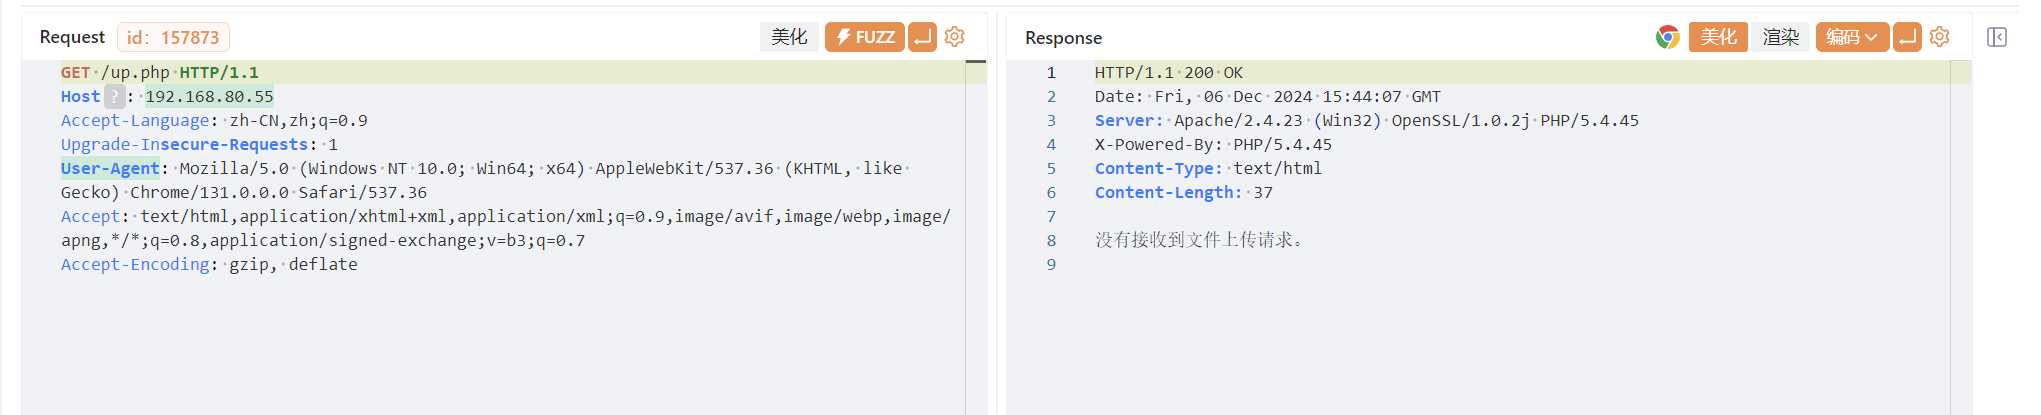 Request id: 157873 美化 FUZZ
GET /up.php HTTP/1.1
Host ? : 192.168.80.55
Accept-Language: zh-CN,zh;q=0.9
Upgrade-Insecure-Requests: 1
User-Agent: Mozilla/5.0 (Windows NT 10.0; Win64; x64) AppleWebKit/537.36 (KHTML, like
Gecko) Chrome/131.0.0.0 Safari/537.36
Accept: text/html,application/xhtml+xml,application/xml;q=0.9,image/avif,image/webp,image/
apng,*/*;q=0.8,application/signed-exchange;v=b3;q=0.7
Accept-Encoding: gzip, deflate
Response 美化 渲染 编码
1 HTTP/1.1 200 OK
2 Date: Fri, 06 Dec 2024 15:44:07 GMT
3 Server: Apache/2.4.23 (Win32) OpenSSL/1.0.2j PHP/5.4.45
4 X-Powered-By: PHP/5.4.45
5 Content-Type: text/html
6 Content-Length: 37
7
8 没有接收到文件上传请求。
9